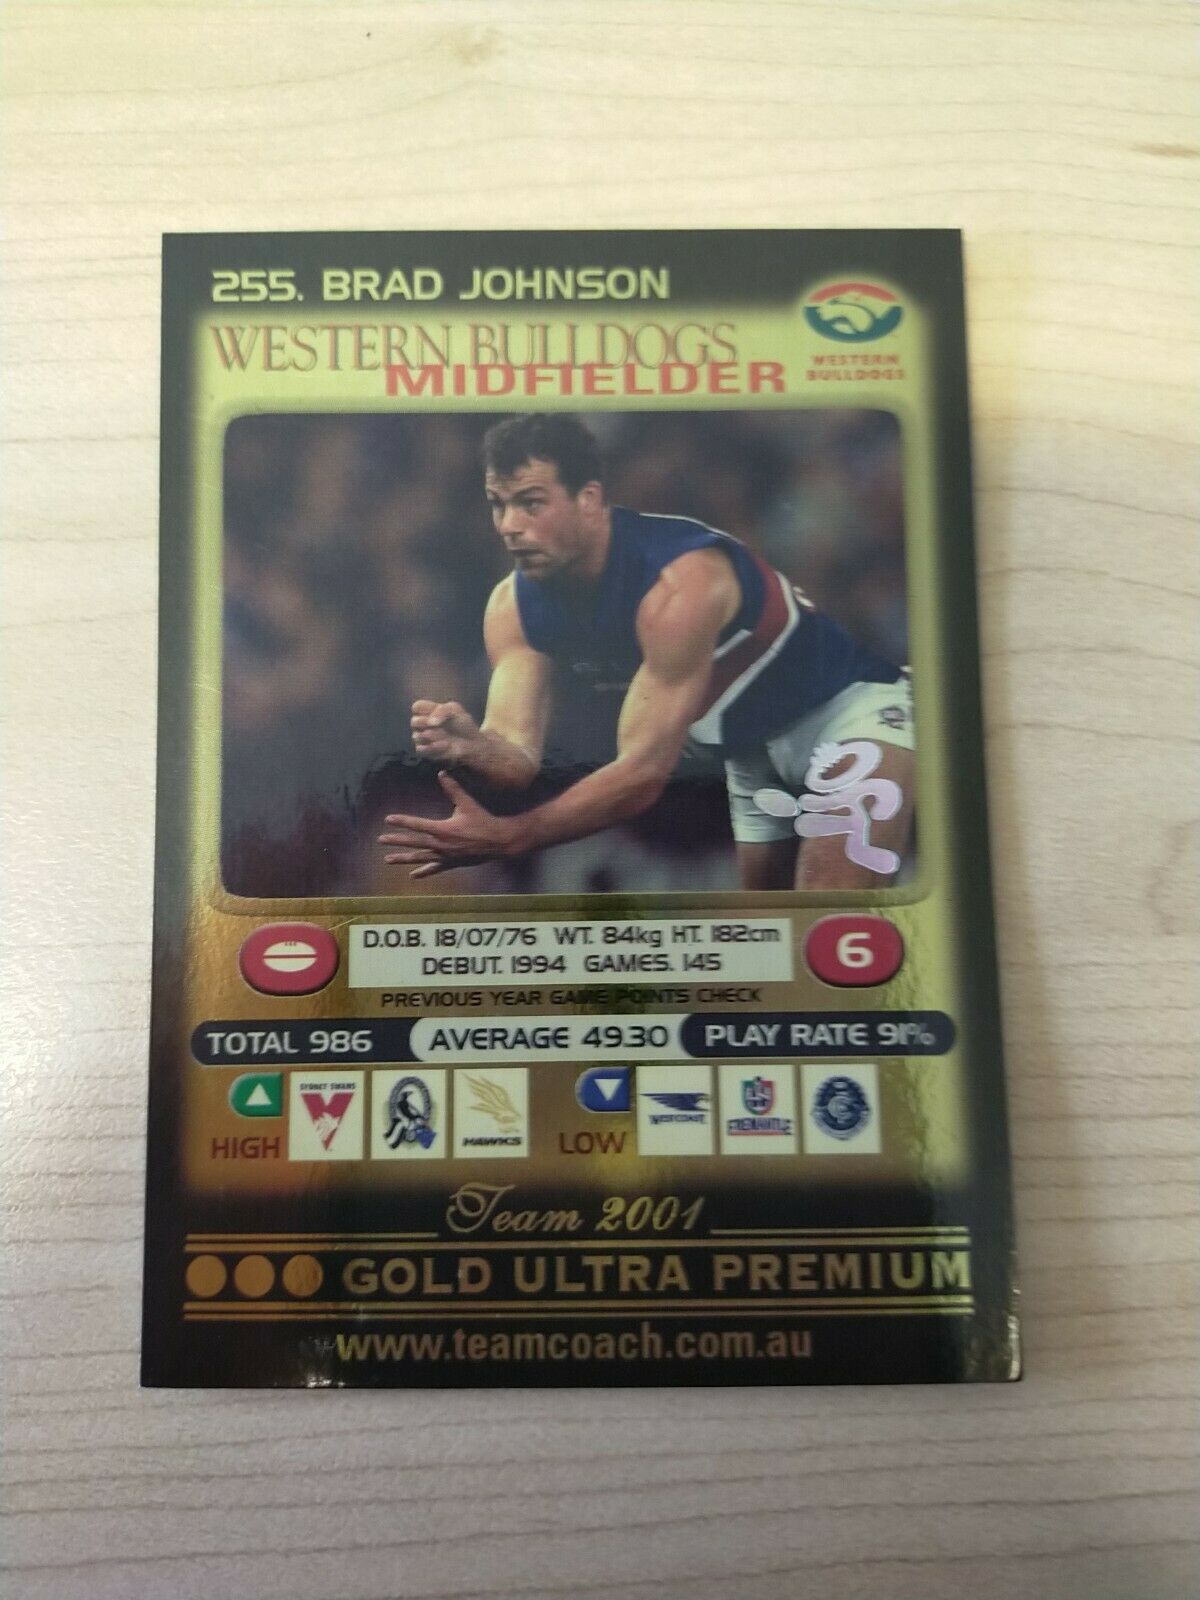 255. BRAD JOHNSON
WESTERN BULLDOGS
MIDFIELDER
WESTERN
BULLDOGS
D.O.B. 18/07/76 WT. 84kg HT. 182cm
DEBUT. 1994 GAMES. 145
6
PREVIOUS YEAR GAME POINTS CHECK
TOTAL 986 AVERAGE 49.30 PLAY RATE 91%
HIGH
SYDNEY SWANS
HAWKS
LOW
WEST COAST
FREMANTLE
Team 2001
GOLD ULTRA PREMIUM
www.teamcoach.com.au